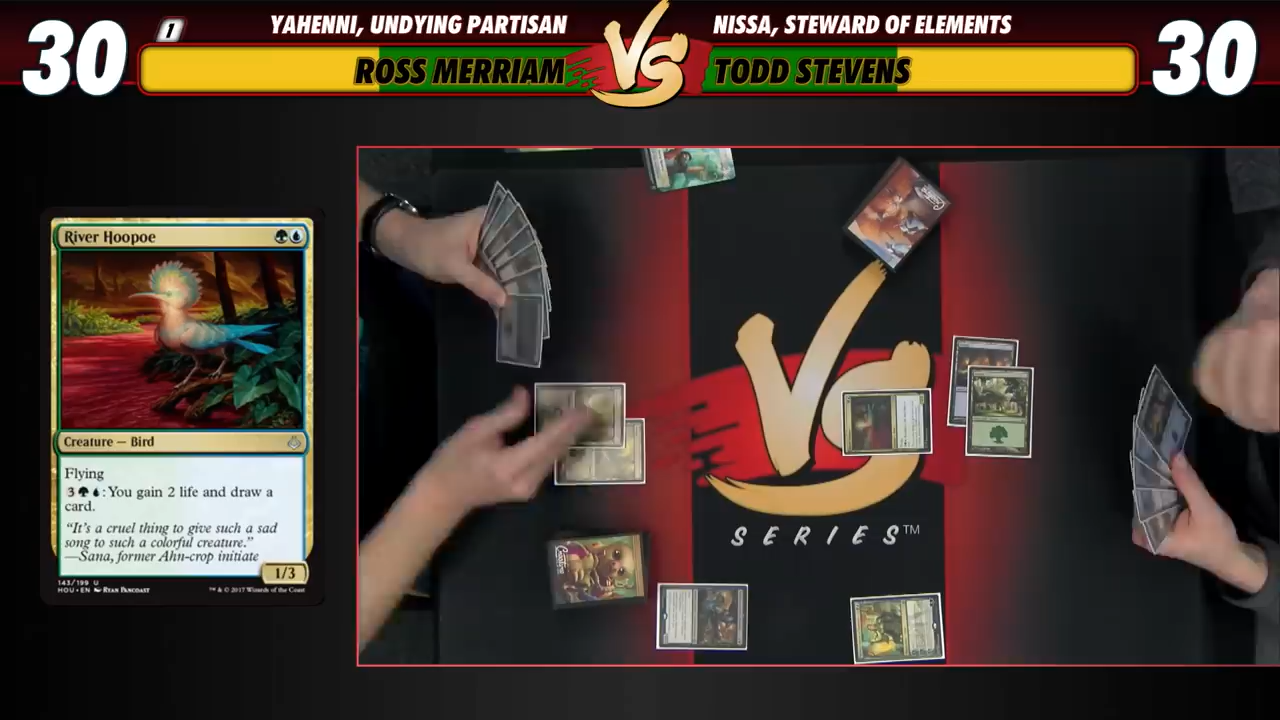 30
1
YAHENNI, UNDYING PARTISAN
ROSS MERRIAM
VS
NISSA, STEWARD OF ELEMENTS
TODD STEVENS
30
River Hoopoe
Creature — Bird
Flying
3: You gain 2 life and draw a
card.
"It's a cruel thing to give such a sad
song to such a colorful creature."
—Sana, former Ahn-crop initiate
1/3
143/199 U
HOU • EN RYAN PANCOAST
™ & © 2017 Wizards of the Coast
VS
SERIES™